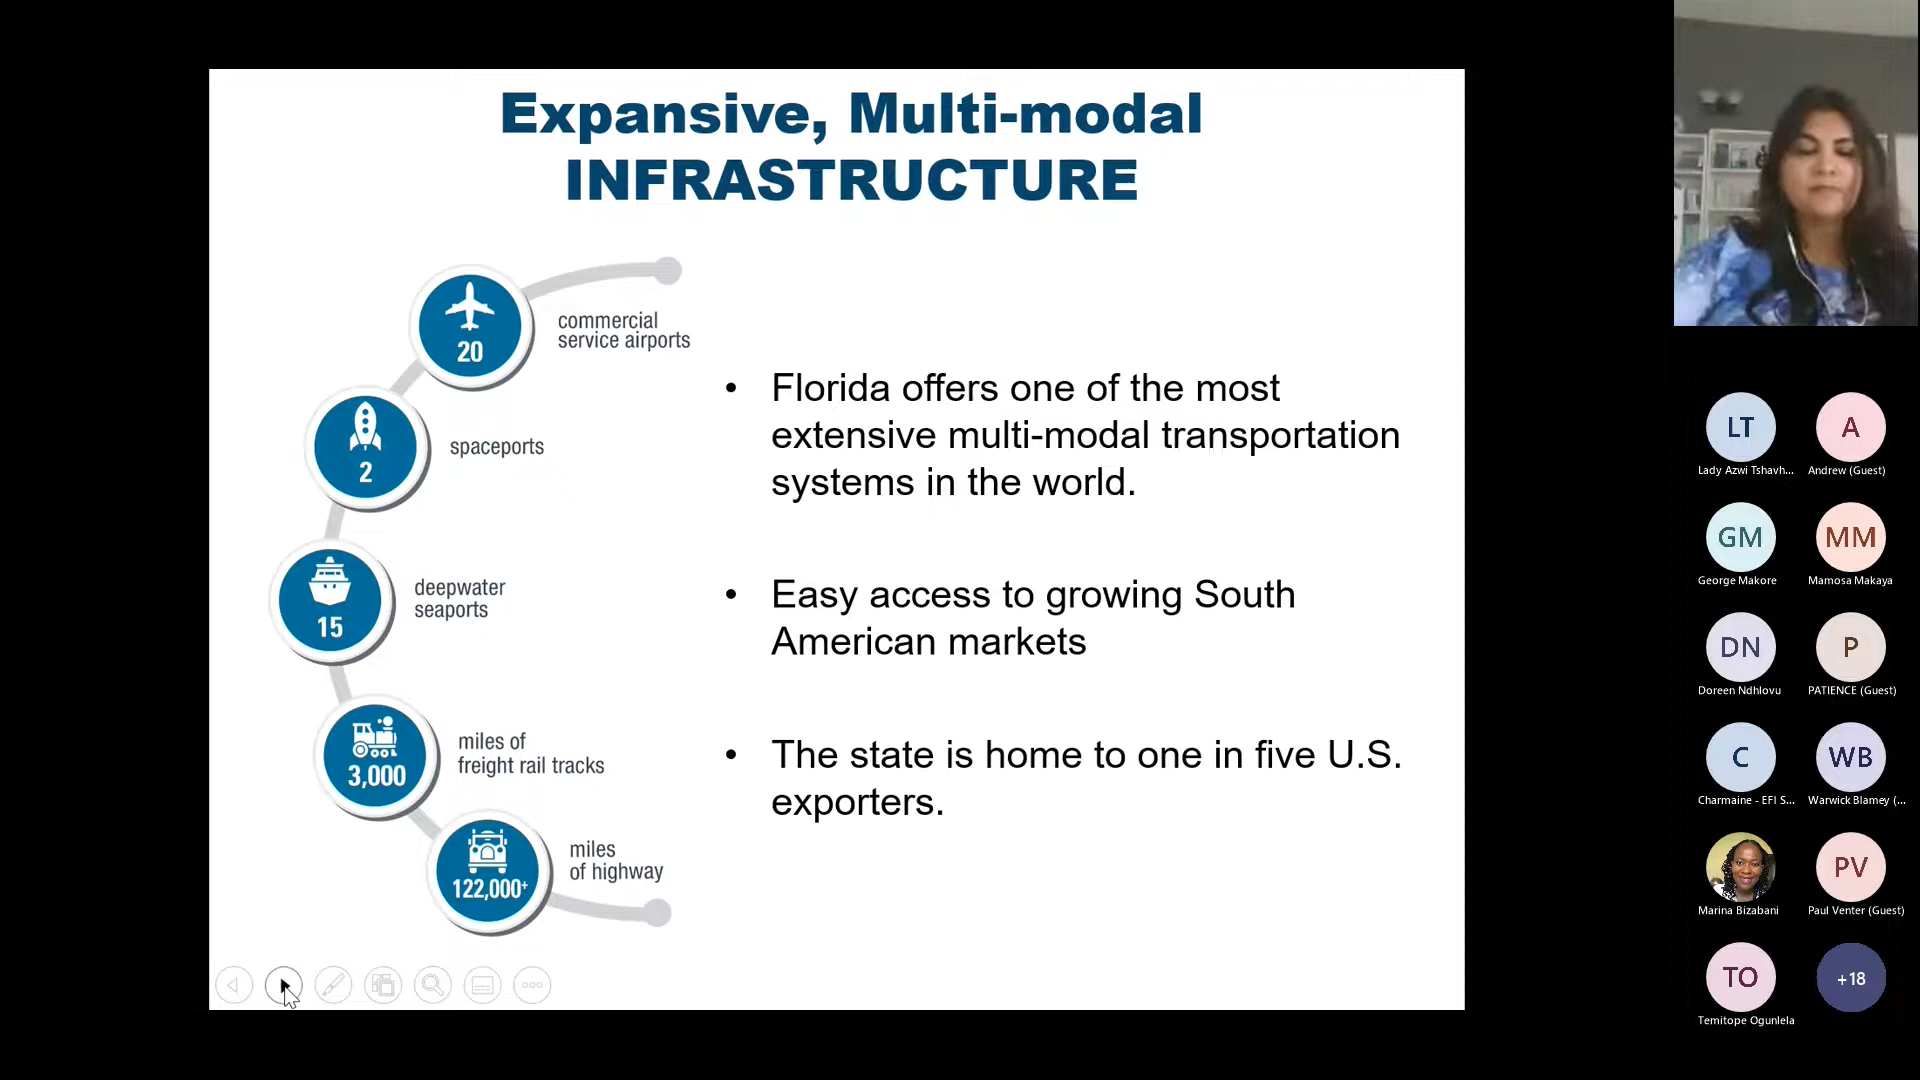 Expansive, Multi-modal
INFRASTRUCTURE
20
commercial
service airports
2
spaceports
15
deepwater
seaports
3,000
miles of
freight rail tracks
122,000+
miles
of highway
• Florida offers one of the most
extensive multi-modal transportation
systems in the world.
• Easy access to growing South
American markets
• The state is home to one in five U.S.
exporters.
LT
Lady Azwi Tshavh...
A
Andrew (Guest)
GM
George Makore
MM
Mamosa Makaya
DN
Doreen Ndhlovu
P
PATIENCE (Guest)
C
Charmaine - EFI S...
WB
Warwick Blamey (...
Marina Bizabani
PV
Paul Venter (Guest)
TO
Temitope Ogunlela
+18